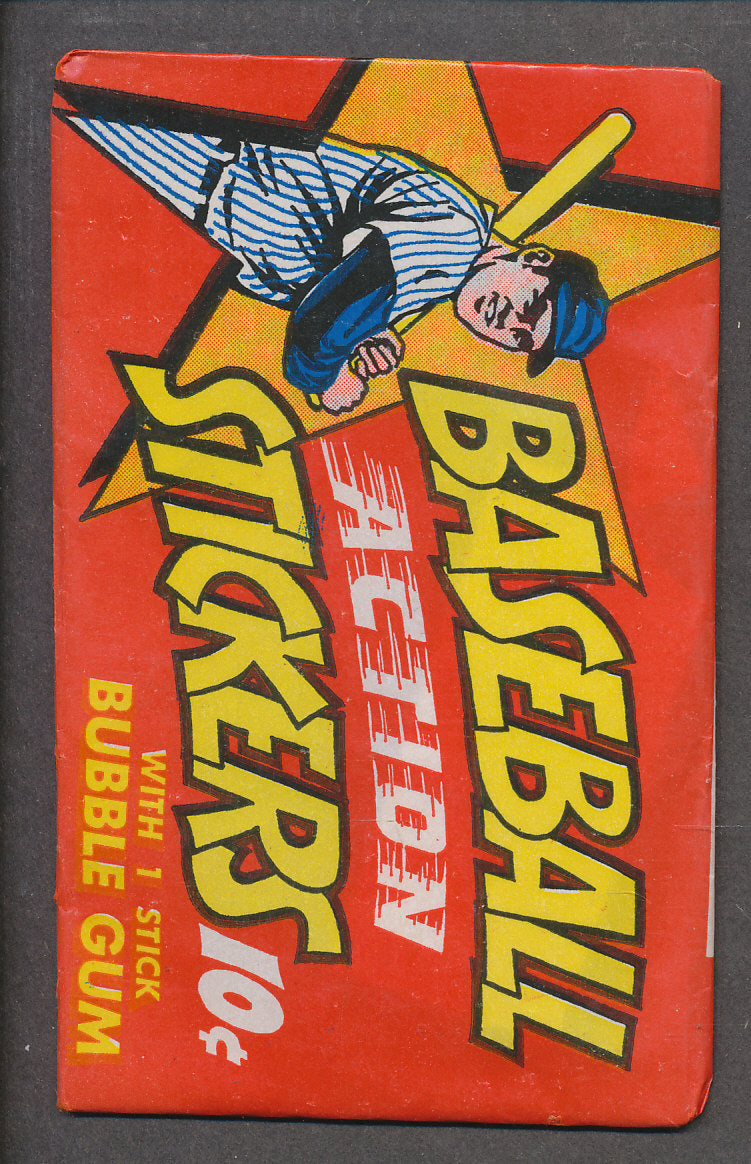 BASEBALL
ACTION
STICKERS 10¢
WITH 1 STICK
BUBBLE GUM